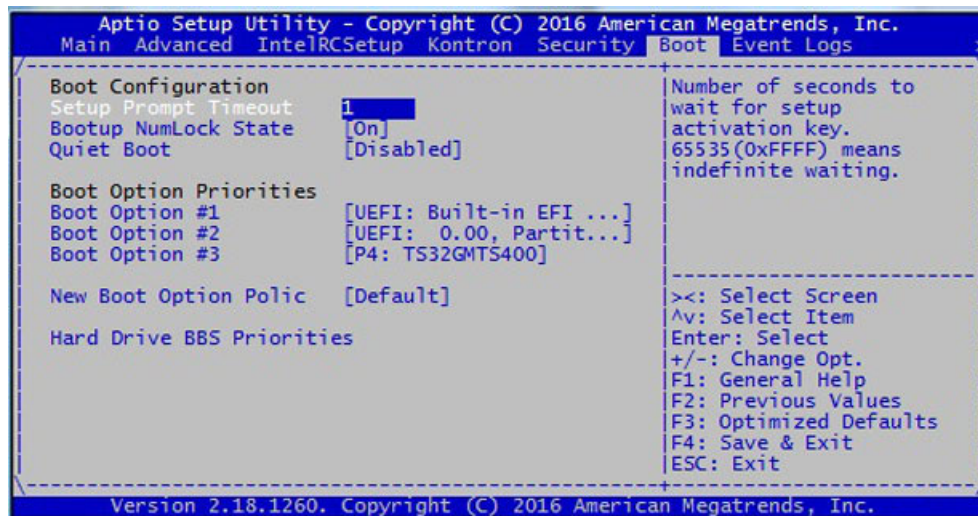 Aptio Setup Utility - Copyright (C) 2016 American Megatrends, Inc.
Main Advanced IntelRCSetup Kontron Security Boot Event Logs
Boot Configuration
Setup Prompt Timeout 1
Bootup NumLock State [On]
Quiet Boot [Disabled]
Boot Option Priorities
Boot Option #1 [UEFI: Built-in EFI ...]
Boot Option #2 [UEFI: 0.00, Partit...]
Boot Option #3 [P4: TS32GMTS400]
New Boot Option Polic [Default]
Hard Drive BBS Priorities
Number of seconds to
wait for setup
activation key.
65535(0xFFFF) means
indefinite waiting.
><: Select Screen
^v: Select Item
Enter: Select
+/-: Change Opt.
F1: General Help
F2: Previous Values
F3: Optimized Defaults
F4: Save & Exit
ESC: Exit
Version 2.18.1260. Copyright (C) 2016 American Megatrends, Inc.